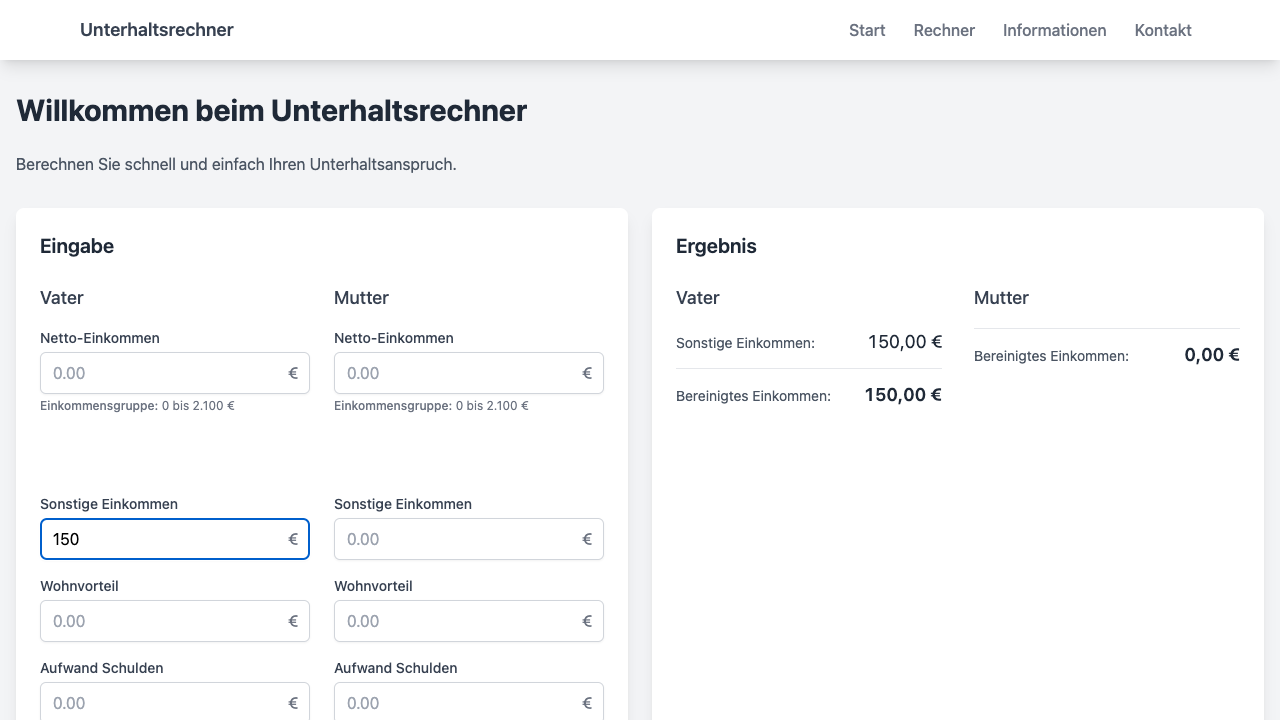 Unterhaltsrechner
Start Rechner Informationen Kontakt
Willkommen beim Unterhaltsrechner
Berechnen Sie schnell und einfach Ihren Unterhaltsanspruch.
Eingabe
Vater Mutter
Netto-Einkommen Netto-Einkommen
0.00 € 0.00 €
Einkommensgruppe: 0 bis 2.100 € Einkommensgruppe: 0 bis 2.100 €
Sonstige Einkommen Sonstige Einkommen
150 € 0.00 €
Wohnvorteil Wohnvorteil
0.00 € 0.00 €
Aufwand Schulden Aufwand Schulden
0.00 € 0.00 €
Ergebnis
Vater Mutter
Sonstige Einkommen: 150,00 €
Bereinigtes Einkommen: 0,00 €
Bereinigtes Einkommen: 150,00 €